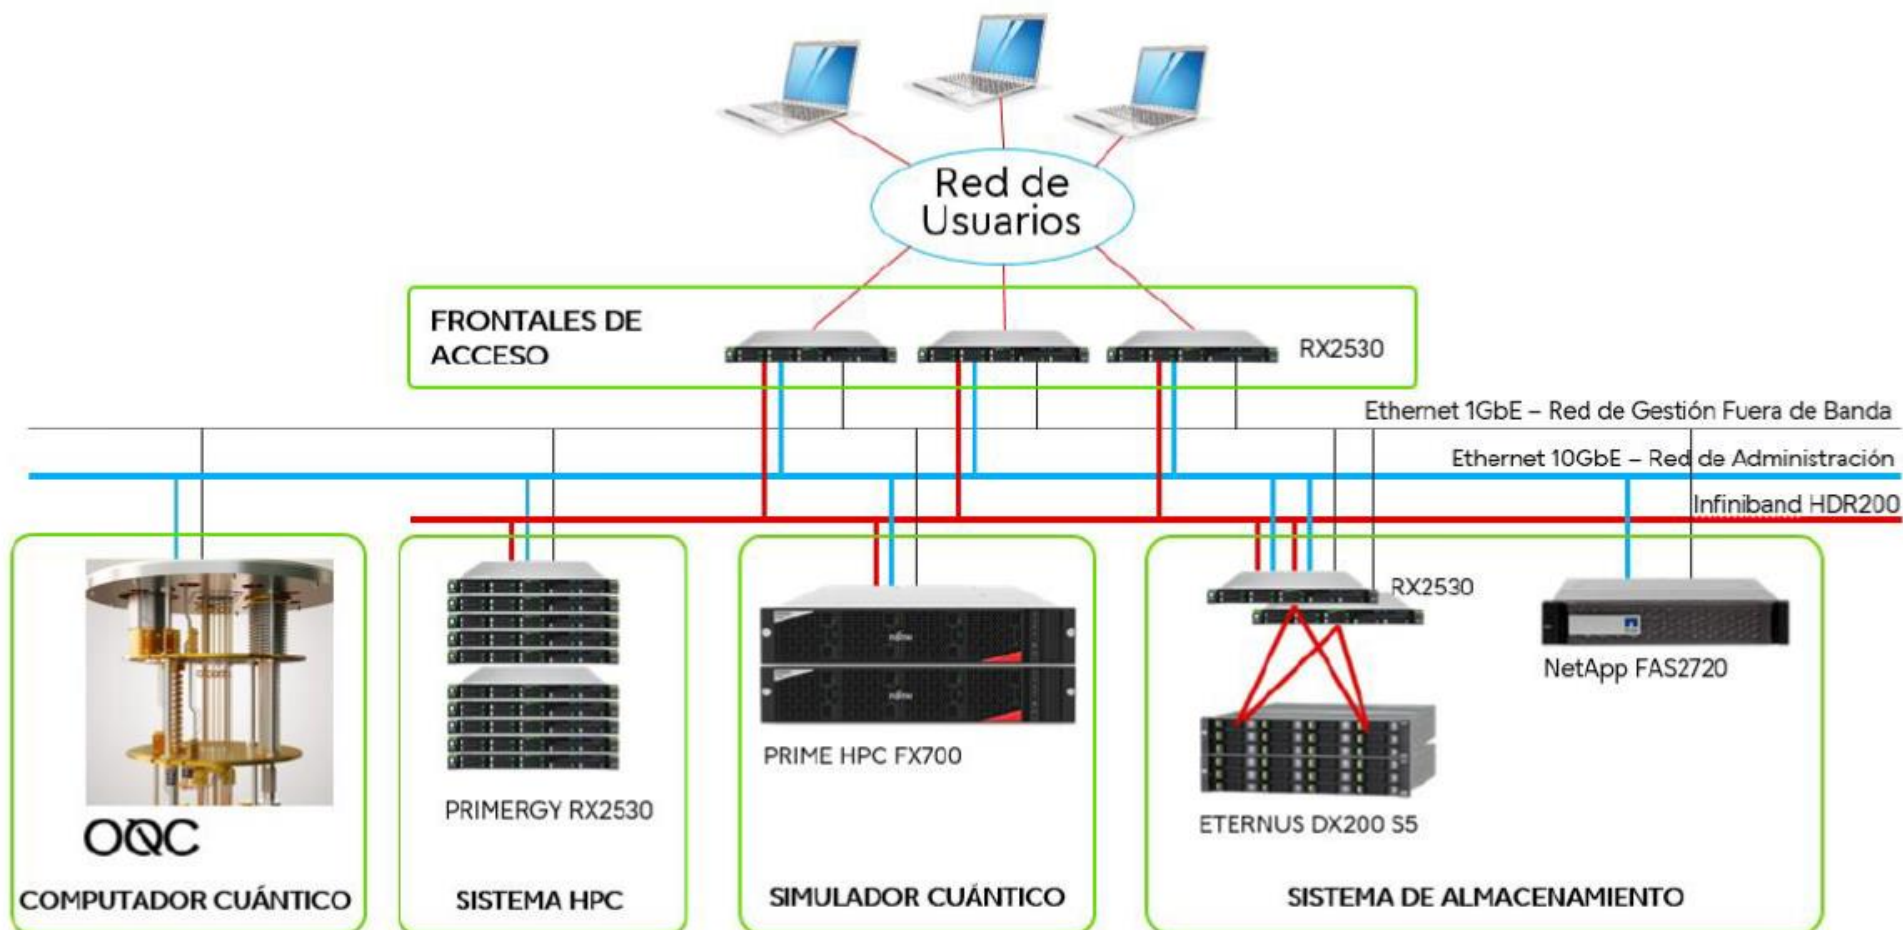 Red de
Usuarios
FRONTALES DE
ACCESO
RX2530
Ethernet 1GbE – Red de Gestión Fuera de Banda
Ethernet 10GbE – Red de Administración
Infiniband HDR200
RX2530
NetApp FAS2720
PRIME HPC FX700
PRIMERGY RX2530
ETERNUS DX200 S5
OQC
COMPUTADOR CUÁNTICO
SISTEMA HPC
SIMULADOR CUÁNTICO
SISTEMA DE ALMACENAMIENTO